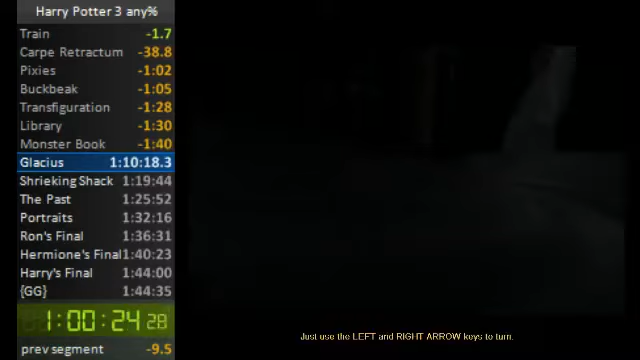 Harry Potter 3 any%
Train -1.7
Carpe Retractum -38.8
Pixies -1:02
Buckbeak -1:05
Transfiguration -1:28
Library -1:30
Monster Book -1:40
Glacius 1:10:18.3
Shrieking Shack 1:19:44
The Past 1:25:52
Portraits 1:32:16
Ron's Final 1:36:31
Hermione's Final 1:40:23
Harry's Final 1:44:00
{GG} 1:44:35
1:00:24 28
prev segment -9.5
Just use the LEFT and RIGHT ARROW keys to turn.